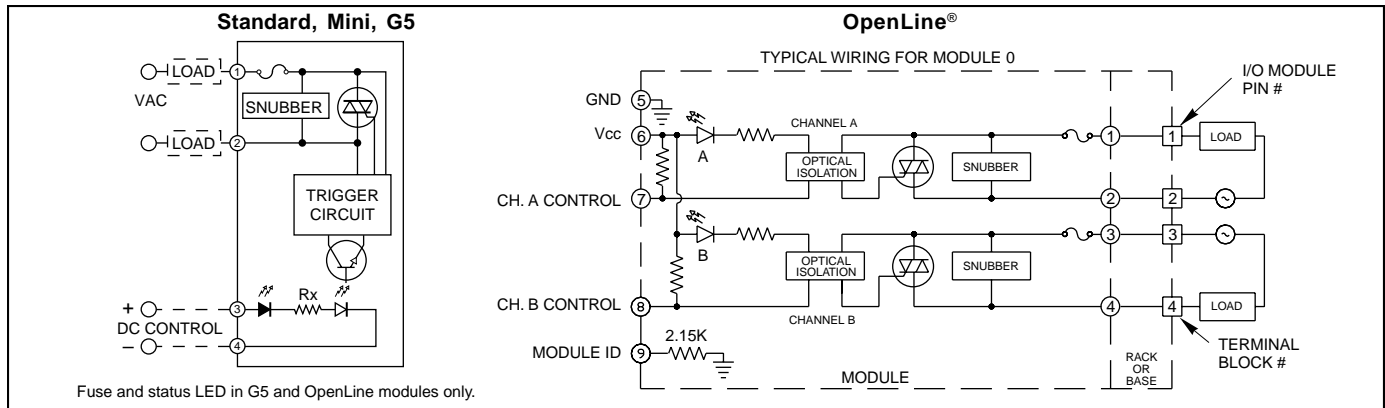 Standard, Mini, G5
LOAD
1
VAC
SNUBBER
LOAD
2
TRIGGER
CIRCUIT
+
3
Rx
DC CONTROL
–
4
Fuse and status LED in G5 and OpenLine modules only.
OpenLine®
TYPICAL WIRING FOR MODULE 0
I/O MODULE
PIN #
GND
5
Vcc
6
A
CHANNEL A
OPTICAL
ISOLATION
SNUBBER
1
1
LOAD
CH. A CONTROL
7
2
2
B
OPTICAL
ISOLATION
SNUBBER
3
3
CH. B CONTROL
8
CHANNEL B
4
4
LOAD
MODULE ID
9
2.15K
MODULE
RACK
OR
BASE
TERMINAL
BLOCK #